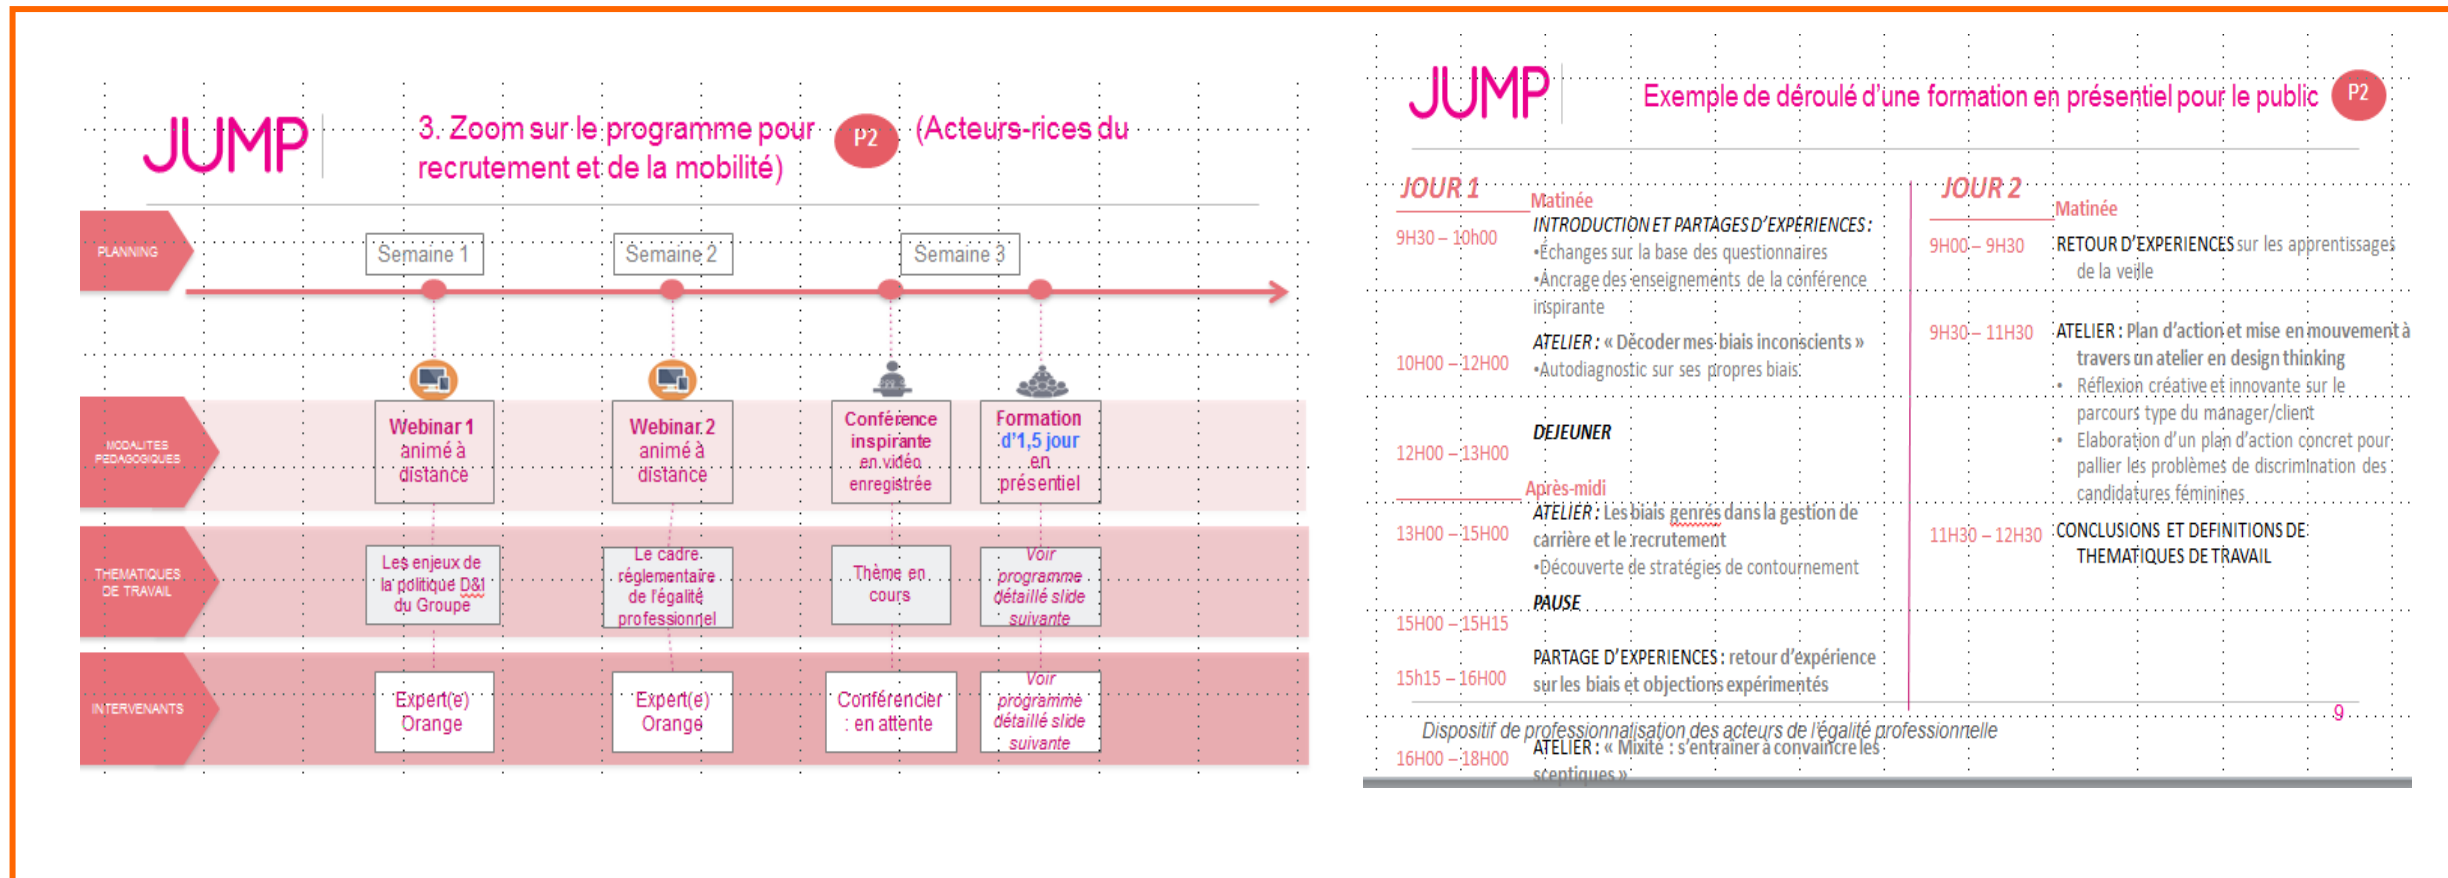 JUMP
3. Zoom sur le programme pour P2 (Acteurs-rices du
recrutement et de la mobilité)
PLANNING
Semaine 1
Semaine 2
Semaine 3
MODALITES
PEDAGOGIQUES
Webinar 1
animé à
distance
Webinar 2
animé à
distance
Conférence
inspirante
en vidéo
enregistrée
Formation
d'1,5 jour
en
présentiel
THEMATIQUES
DE TRAVAIL
Les enjeux de
la politique D&I
du Groupe
Le cadre
réglementaire
de l'égalité
professionnel
Thème en
cours
Voir
programme
détaillé slide
suivante
INTERVENANTS
Expert(e)
Orange
Expert(e)
Orange
Conférencier
: en attente
Voir
programme
détaillé slide
suivante
JUMP
Exemple de déroulé d'une formation en présentiel pour le public P2
JOUR 1
Matinée
9H30 – 10h00
INTRODUCTION ET PARTAGES D'EXPERIENCES :
•Échanges sur la base des questionnaires
•Ancrage des enseignements de la conférence
inspirante
10H00 – 12H00
ATELIER : « Décoder mes biais inconscients »
•Autodiagnostic sur ses propres biais
12H00 – 13H00
DEJEUNER
Après-midi
13H00 – 15H00
ATELIER : Les biais genrés dans la gestion de
carrière et le recrutement
•Découverte de stratégies de contournement
15H00 – 15H15
PAUSE
15h15 – 16H00
PARTAGE D'EXPERIENCES : retour d'expérience
sur les biais et objections expérimentés
16H00 – 18H00
ATELIER : « Mixité : s'entraîner à convaincre les
sceptiques »
JOUR 2
Matinée
9H00 – 9H30
RETOUR D'EXPERIENCES sur les apprentissages
de la veille
9H30 – 11H30
ATELIER : Plan d'action et mise en mouvement à
travers un atelier en design thinking
• Réflexion créative et innovante sur le
parcours type du manager/client
• Elaboration d'un plan d'action concret pour
pallier les problèmes de discrimination des
candidatures féminines
11H30 – 12H30
CONCLUSIONS ET DEFINITIONS DE
THEMATIQUES DE TRAVAIL
9
Dispositif de professionnalisation des acteurs de l'égalité professionnelle